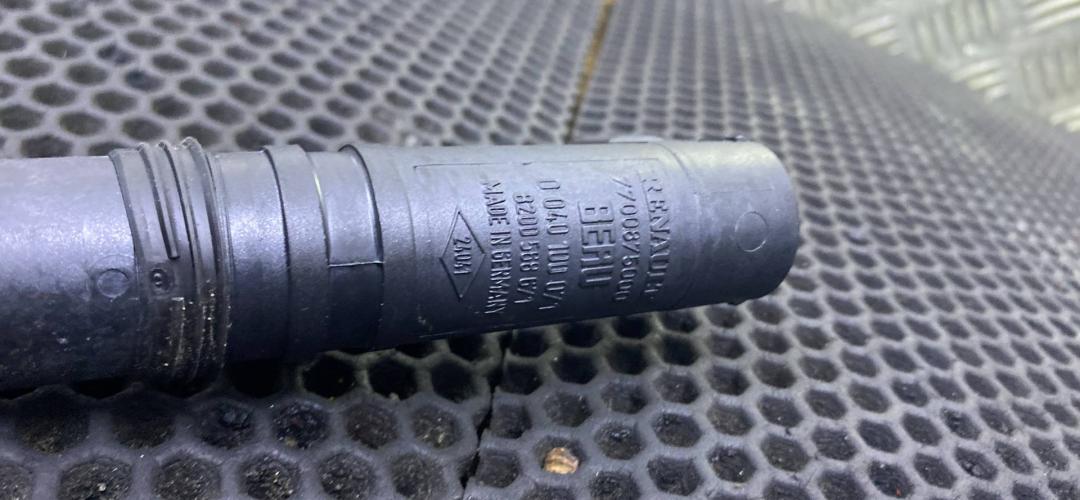 RENAULT
7700875000
BERU
0 040 100 071
8200 568 671
MADE IN GERMANY
2404